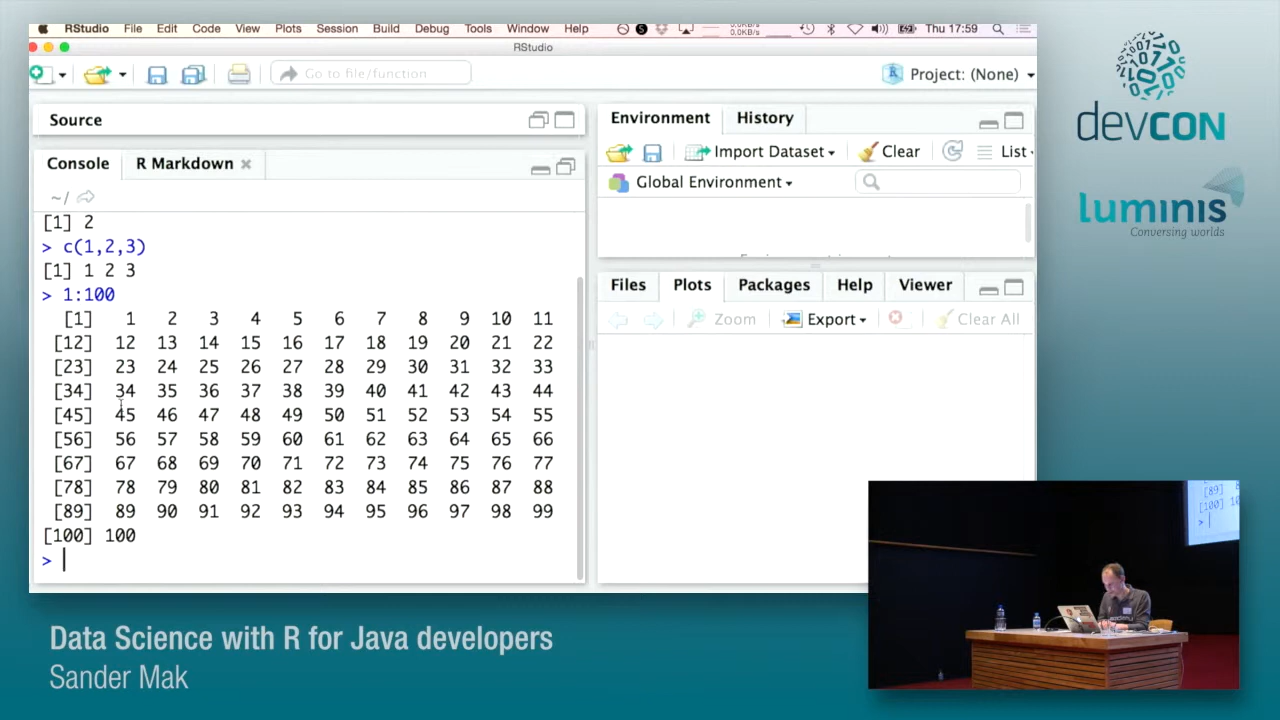 RStudio File Edit Code View Plots Session Build Debug Tools Window Help Thu 17:59
0.0KB/s
RStudio
Go to file/function
Project: (None)
Source
Console R Markdown
~/
[1] 2
> c(1,2,3)
[1] 1 2 3
> 1:100
[1] 1 2 3 4 5 6 7 8 9 10 11
[12] 12 13 14 15 16 17 18 19 20 21 22
[23] 23 24 25 26 27 28 29 30 31 32 33
[34] 34 35 36 37 38 39 40 41 42 43 44
[45] 45 46 47 48 49 50 51 52 53 54 55
[56] 56 57 58 59 60 61 62 63 64 65 66
[67] 67 68 69 70 71 72 73 74 75 76 77
[78] 78 79 80 81 82 83 84 85 86 87 88
[89] 89 90 91 92 93 94 95 96 97 98 99
[100] 100
>
Environment History
Import Dataset Clear List
Global Environment
Files Plots Packages Help Viewer
Zoom Export Clear All
devcon
luminis
Conversing worlds
[89]
[100] 10
>
Data Science with R for Java developers
Sander Mak